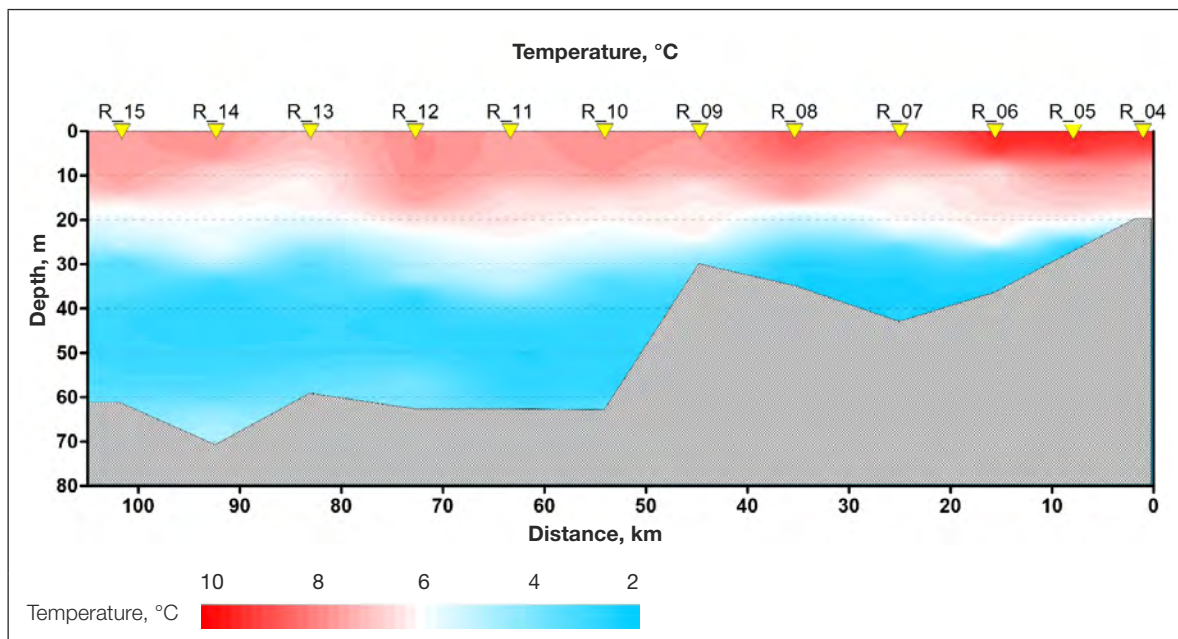 Temperature, °C
R_15 R_14 R_13 R_12 R_11 R_10 R_09 R_08 R_07 R_06 R_05 R_04
0
10
20
30
40
50
60
70
80
Depth, m
100 90 80 70 60 50 40 30 20 10 0
Distance, km
10 8 6 4 2
Temperature, °C